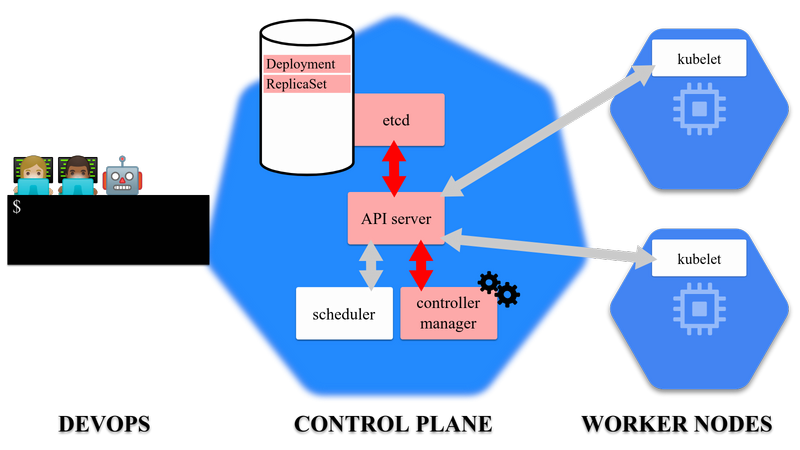 Deployment
ReplicaSet
etcd
kubelet
$
API server
kubelet
scheduler
controller
manager
DEVOPS
CONTROL PLANE
WORKER NODES